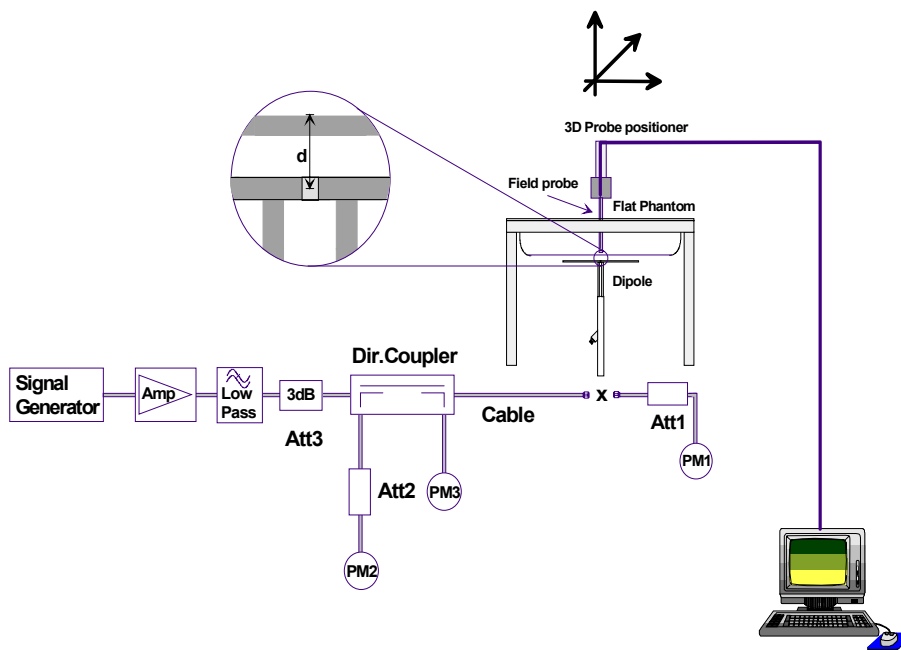 3D Probe positioner
d
Field probe
Flat Phantom
Dipole
Dir.Coupler
Signal
Generator
Amp
Low
Pass
3dB
Cable
x
Att1
Att3
PM1
Att2
PM3
PM2